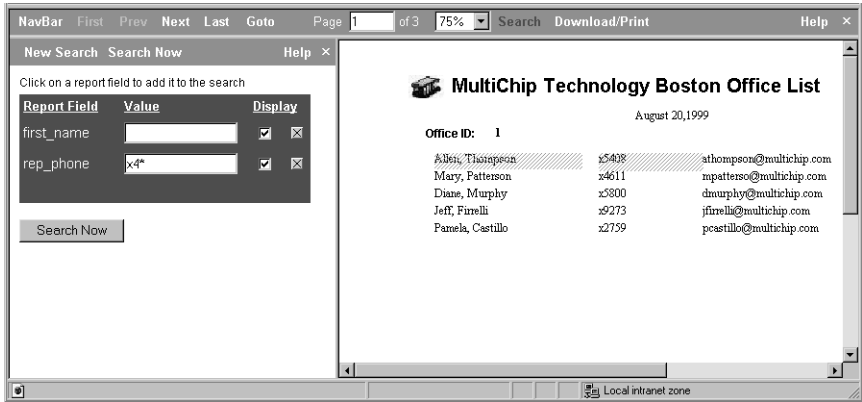 NavBar First Prev Next Last Goto Page 1 of 3 75% Search Download/Print Help ×
New Search Search Now Help ×
Click on a report field to add it to the search
Report Field Value Display
first_name
rep_phone x4*
Search Now
MultiChip Technology Boston Office List
August 20,1999
Office ID: 1
Allen, Thompson x5408 athompson@multichip.com
Mary, Patterson x4611 mpatterso@multichip.com
Diane, Murphy x5800 dmurphy@multichip.com
Jeff, Firrelli x9273 jfirrelli@multichip.com
Pamela, Castillo x2759 pcastillo@multichip.com
Local intranet zone